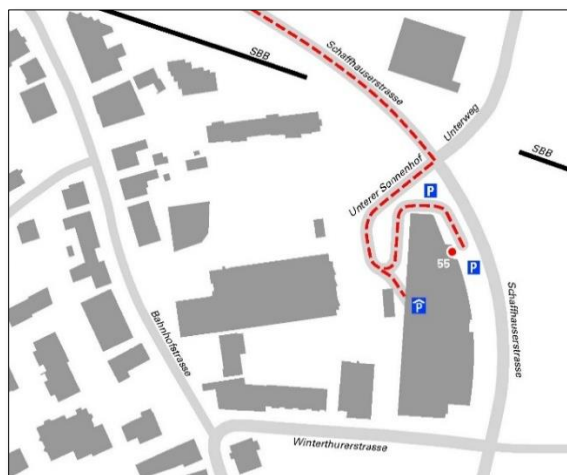 SBB
Schaffhauserstrasse
Unterweg
SBB
Unterer Sonnenhof
P
55
P
P
Bahnhofstrasse
Schaffhauserstrasse
Winterthurerstrasse